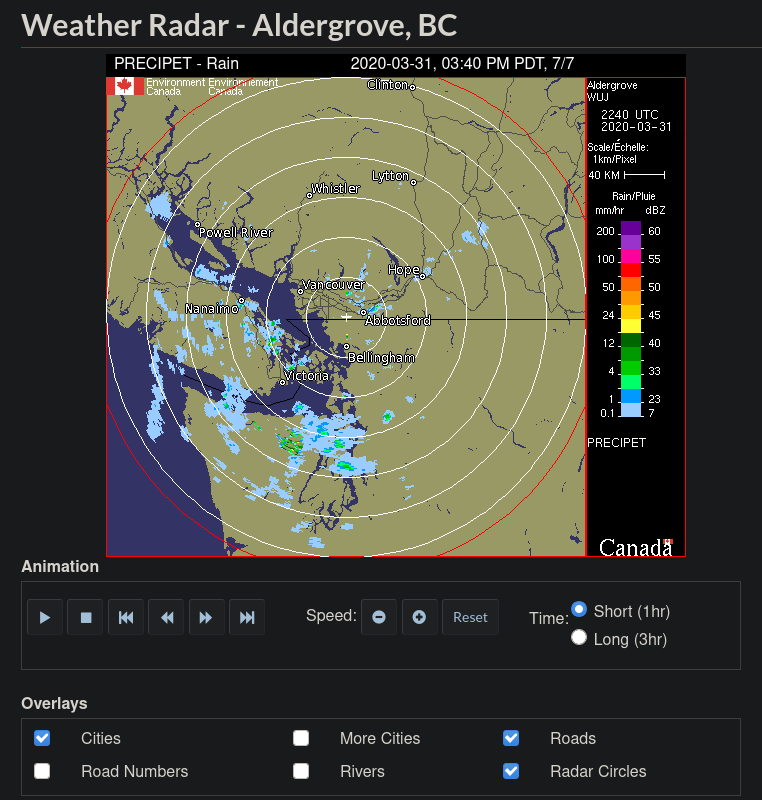 Weather Radar - Aldergrove, BC
PRECIPET - Rain 2020-03-31, 03:40 PM PDT, 7/7
Environment Environnement
Canada Canada
Clinton
Lytton
Whistler
Powell River
Hope
Vancouver
Nanaimo
Abbotsford
Bellingham
Victoria
Aldergrove
WUJ
2240 UTC
2020-03-31
Scale/Échelle:
1km/Pixel
40 KM
Rain/Pluie
mm/hr dBZ
200 60
100 55
50 50
24 45
12 40
4 33
1 23
0.1 7
PRECIPET
Canada
Animation
Speed: Reset Time: Short (1hr)
Long (3hr)
Overlays
Cities More Cities Roads
Road Numbers Rivers Radar Circles